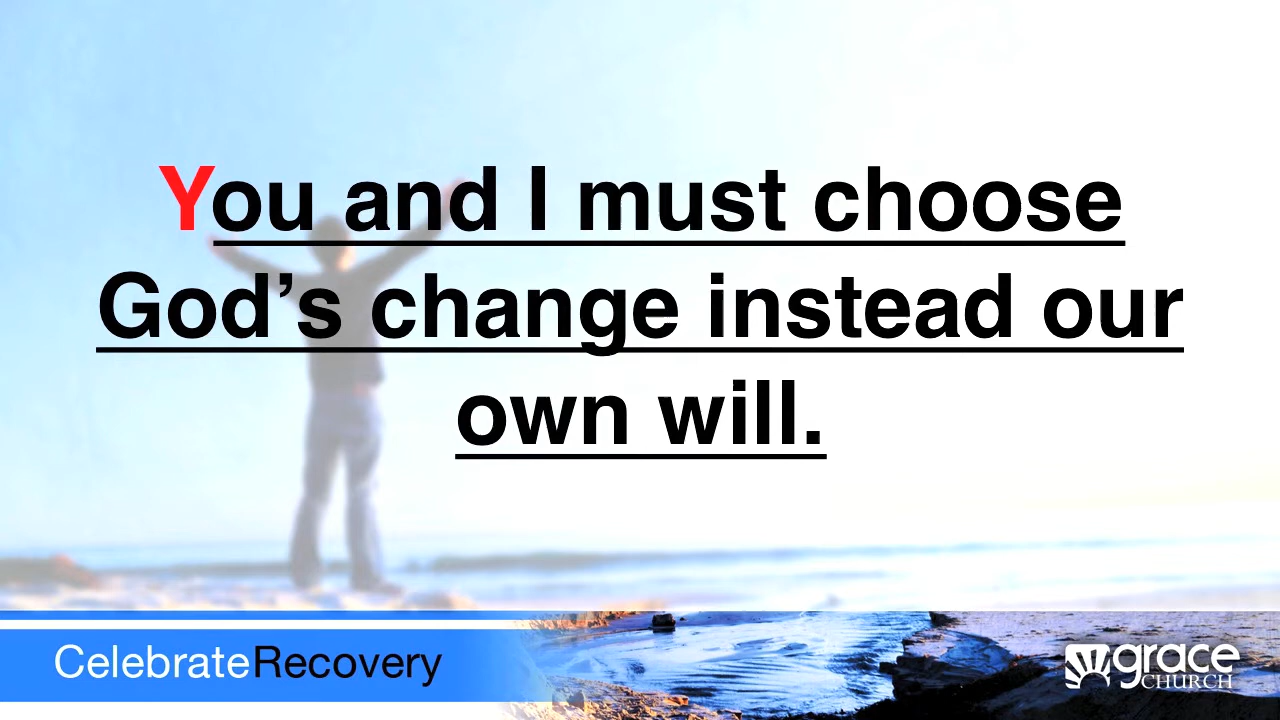 You and I must choose
God’s change instead our
own will.
CelebrateRecovery
grace
CHURCH